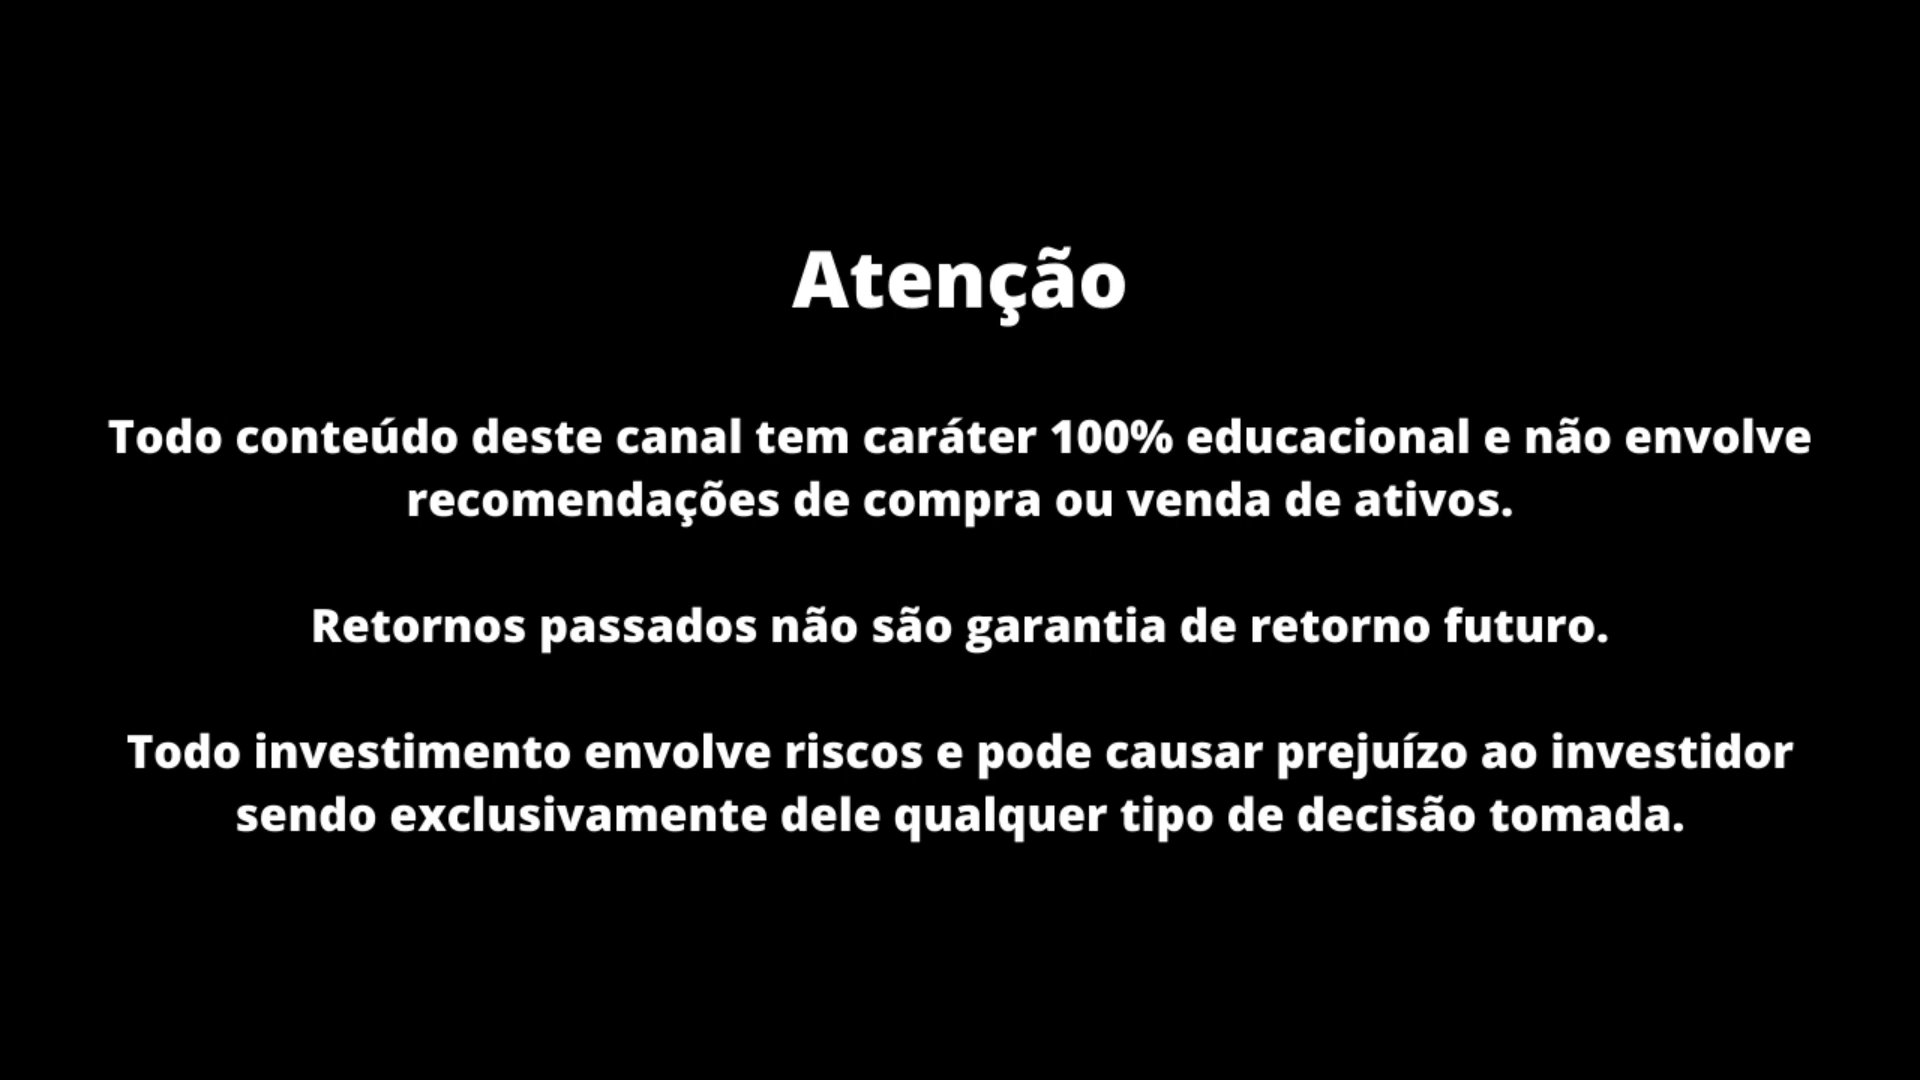 Atenção
Todo conteúdo deste canal tem caráter 100% educacional e não envolve
recomendações de compra ou venda de ativos.
Retornos passados não são garantia de retorno futuro.
Todo investimento envolve riscos e pode causar prejuízo ao investidor
sendo exclusivamente dele qualquer tipo de decisão tomada.